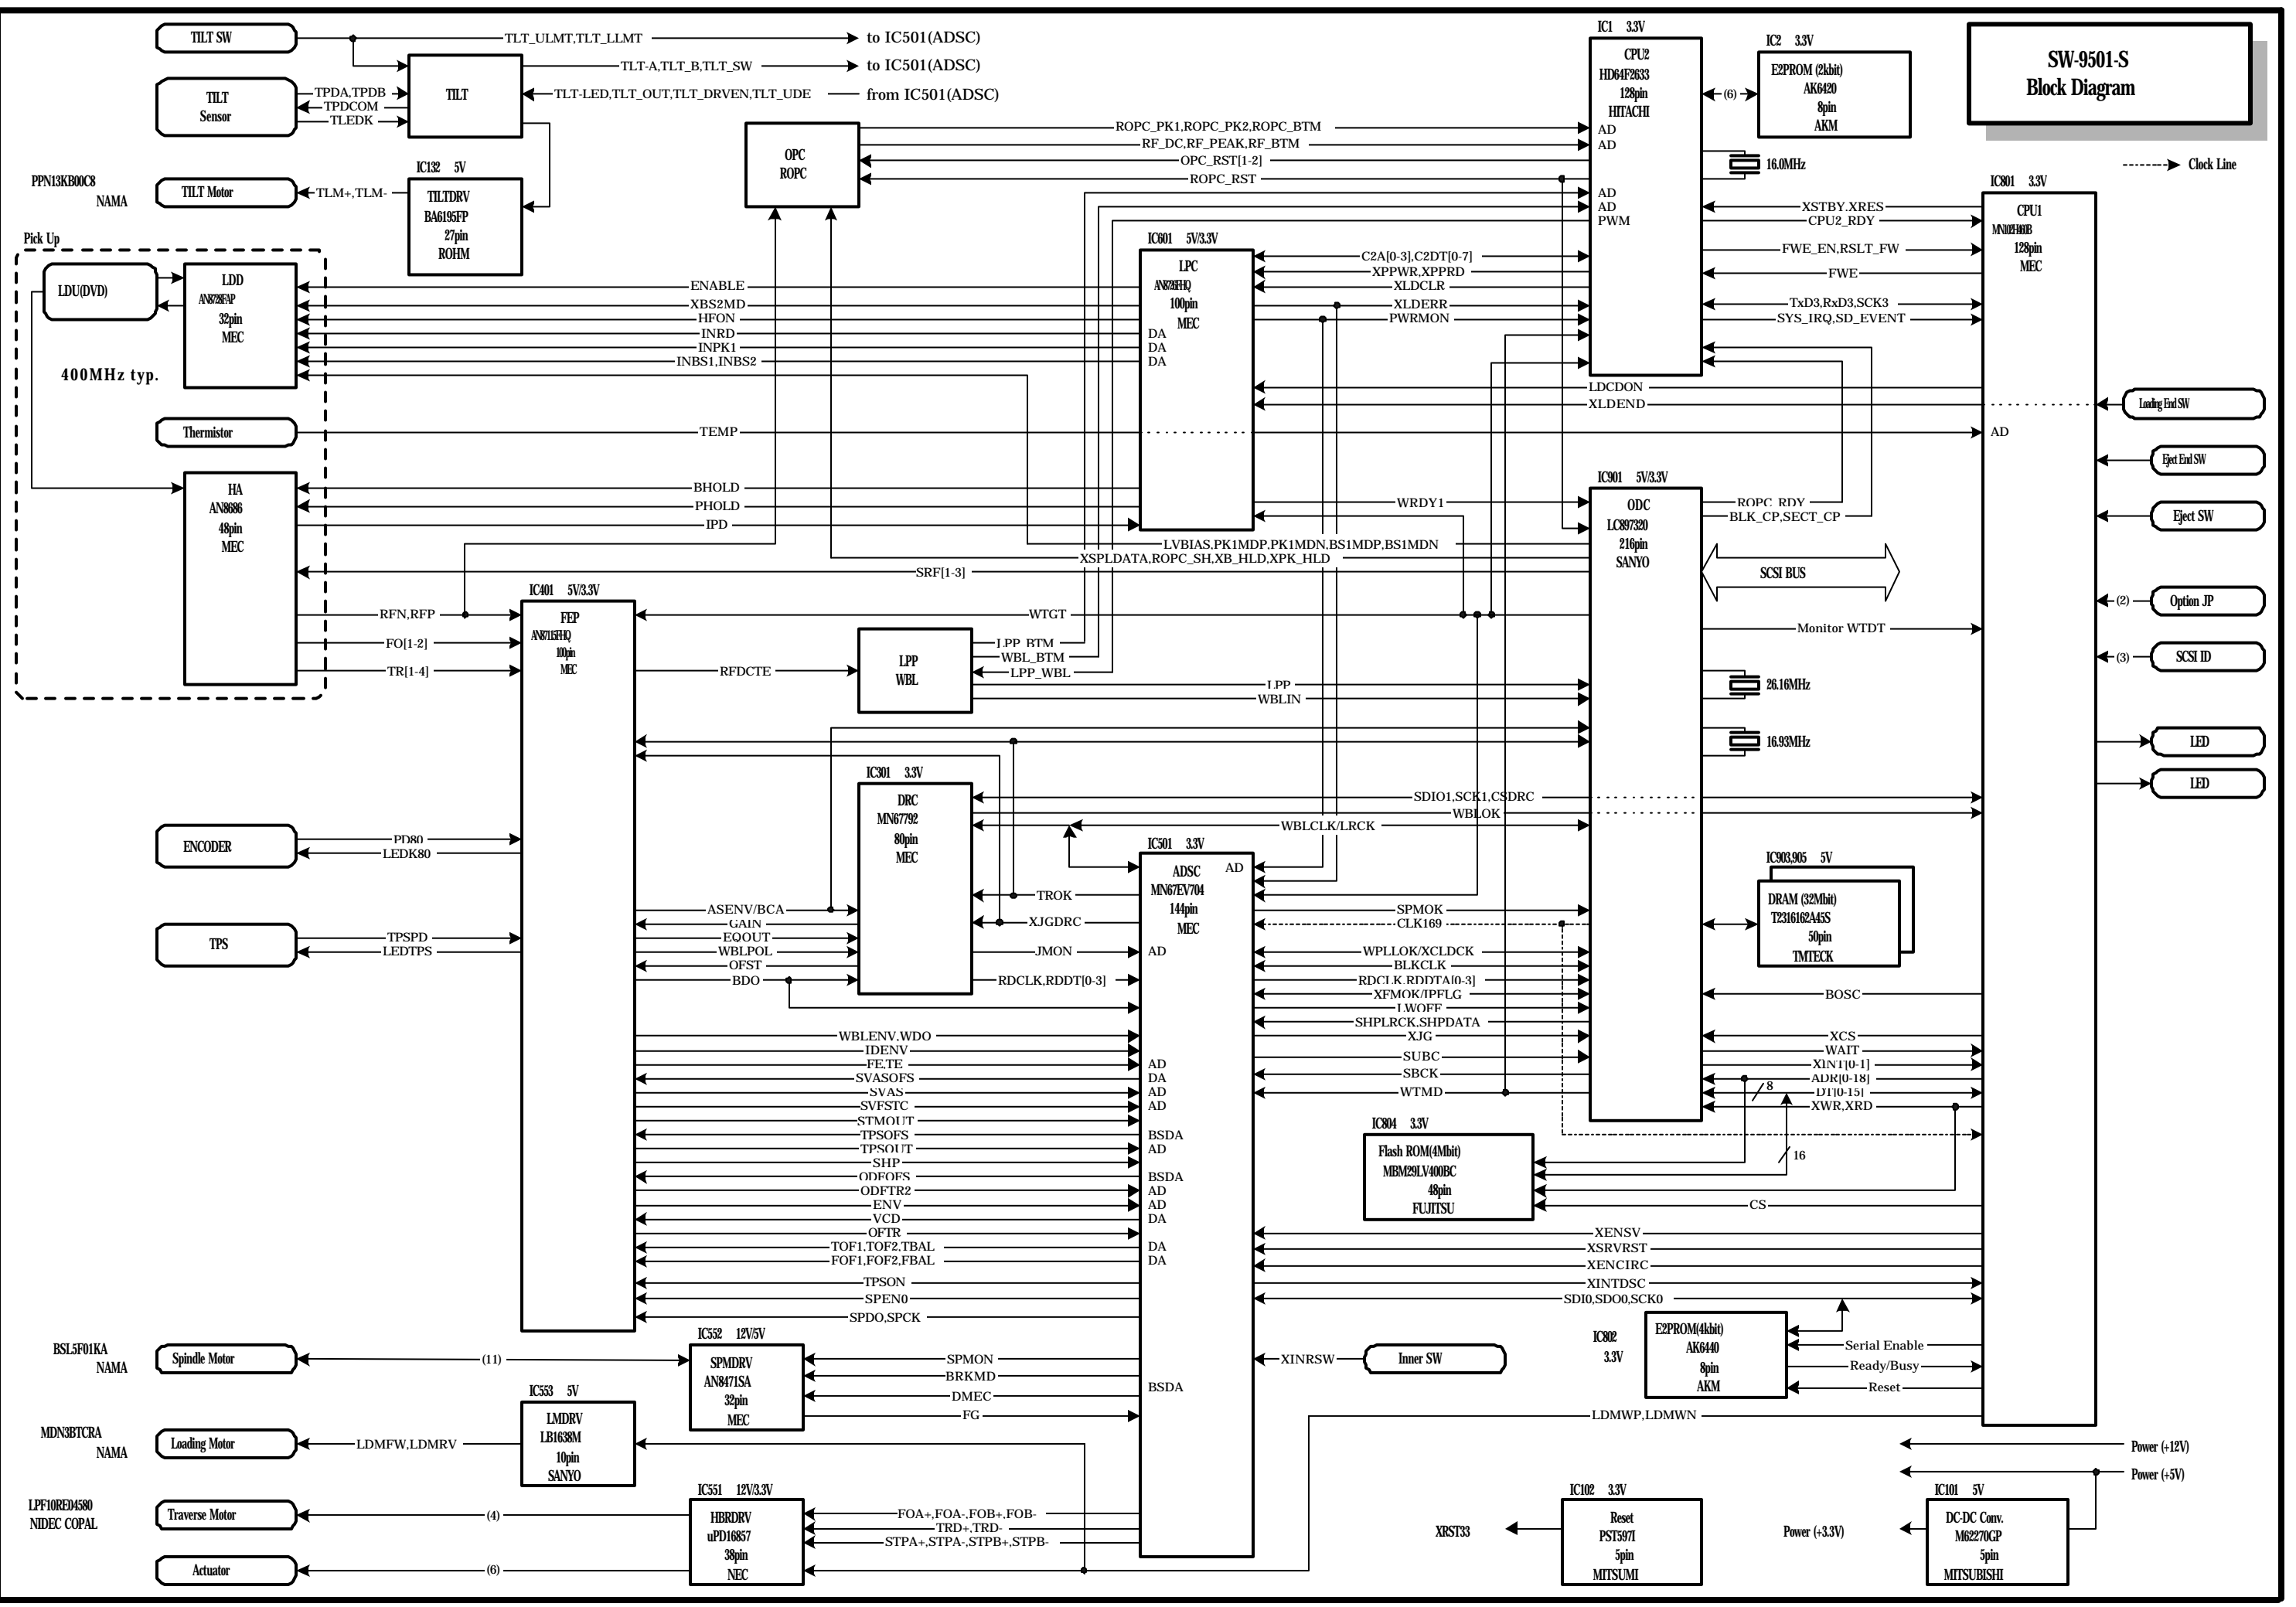 SW-9501-S
Block Diagram
Clock Line
TILT SW
TLT_ULMT,TLT_LLMT
to IC501(ADSC)
TLT-A,TLT_B,TLT_SW
to IC501(ADSC)
TILT
Sensor
TPDA,TPDB
TPDCOM
TLEDK
TILT
TLT-LED,TLT_OUT,TLT_DRVEN,TLT_UDE
from IC501(ADSC)
PPN13KB00C8
NAMA
TILT Motor
TLM+,TLM-
IC132 5V
TILTDRV
BA6195FP
27pin
ROHM
OPC
ROPC
ROPC_PK1,ROPC_PK2,ROPC_BTM
RF_DC,RF_PEAK,RF_BTM
OPC_RST[1-2]
ROPC_RST
IC1 3.3V
CPU2
HD64F2633
128pin
HITACHI
AD
AD
AD
AD
PWM
(6)
IC2 3.3V
E2PROM (2kbit)
AK6420
8pin
AKM
16.0MHz
IC801 3.3V
CPU1
128pin
MEC
XSTBY.XRES
CPU2_RDY
FWE_EN,RSLT_FW
FWE
TxD3,RxD3,SCK3
SYS_IRQ,SD_EVENT
Pick Up
LDU(DVD)
LDD
AN8728FAP
32pin
MEC
400MHz typ.
ENABLE
XBS2MD
HFON
INRD
INPK1
INBS1,INBS2
IC601 5V/3.3V
LPC
100pin
MEC
DA
DA
DA
C2A[0-3],C2DT[0-7]
XPPWR,XPPRD
XLDCLR
XLDERR
PWRMON
LDCDON
XLDEND
Loading End SW
Thermistor
TEMP
AD
Eject End SW
HA
AN8686
48pin
MEC
BHOLD
PHOLD
IPD
WRDY1
IC901 5V/3.3V
ODC
LC897320
216pin
SANYO
ROPC_RDY
BLK_CP,SECT_CP
Eject SW
LVBIAS,PK1MDP,PK1MDN,BS1MDP,BS1MDN
XSPLDATA,ROPC_SH,XB_HLD,XPK_HLD
SRF[1-3]
SCSI BUS
IC401 5V/3.3V
FEP
100pin
MEC
RFN,RFP
FO[1-2]
TR[1-4]
WTGT
RFDCTE
LPP
WBL
LPP_BTM
WBL_BTM
LPP_WBL
LPP
WBLIN
Monitor WTDT
(2)
Option JP
(3)
SCSI ID
26.16MHz
16.93MHz
LED
LED
IC301 3.3V
DRC
MN67792
80pin
MEC
SDIO1,SCK1,CSDRC
WBLOK
WBLCLK/LRCK
ENCODER
PD80
LEDK80
IC501 3.3V
ADSC
MN67EV704
144pin
MEC
AD
TROK
XJGDRC
JMON
AD
RDCLK,RDDT[0-3]
IC903,905 5V
DRAM (32Mbit)
T2316162A45S
50pin
TMTECK
TPS
TPSPD
LEDTPS
ASENV/BCA
GAIN
EQOUT
WBLPOL
OFST
BDO
SPMOK
CLK169
WPLLOK/XCLDCK
BLKCLK
RDCLK,RDDTA[0-3]
XFMOK/IPFLG
LWOFF
SHPLRCK,SHPDATA
XJG
SUBC
SBCK
WTMD
BOSC
XCS
WAIT
XINT[0-1]
ADR[0-18]
8
DT[0-15]
XWR,XRD
16
WBLENV,WDO
IDENV
FE,TE
AD
SVASOFS
DA
SVAS
AD
SVFSTC
AD
STMOUT
TPSOFS
BSDA
TPSOUT
AD
SHP
ODFOFS
BSDA
ODFTR2
AD
ENV
AD
VCD
DA
OFTR
TOF1,TOF2,TBAL
DA
FOF1,FOF2,FBAL
DA
TPSON
SPEN0
SPDO,SPCK
IC804 3.3V
Flash ROM(4Mbit)
MBM29LV400BC
48pin
FUJITSU
CS
XENSV
XSRVRST
XENCIRC
XINTDSC
SDI0,SDO0,SCK0
IC802
3.3V
E2PROM(4kbit)
AK6440
8pin
AKM
Serial Enable
Ready/Busy
Reset
BSL5F01KA
NAMA
Spindle Motor
(11)
IC552 12V/5V
SPMDRV
AN8471SA
32pin
MEC
SPMON
BRKMD
DMEC
FG
BSDA
XINRSW
Inner SW
LDMWP,LDMWN
MDN3BTCRA
NAMA
Loading Motor
LDMFW,LDMRV
IC553 5V
LMDRV
LB1638M
10pin
SANYO
LPF10RE04580
NIDEC COPAL
Traverse Motor
(4)
Actuator
(6)
IC551 12V/3.3V
HBRDRV
uPD16857
38pin
NEC
FOA+,FOA-,FOB+,FOB-
TRD+,TRD-
STPA+,STPA-,STPB+,STPB-
XRST33
IC102 3.3V
Reset
PST597I
5pin
MITSUMI
Power (+12V)
Power (+5V)
Power (+3.3V)
IC101 5V
DC-DC Conv.
M62270GP
5pin
MITSUBISHI